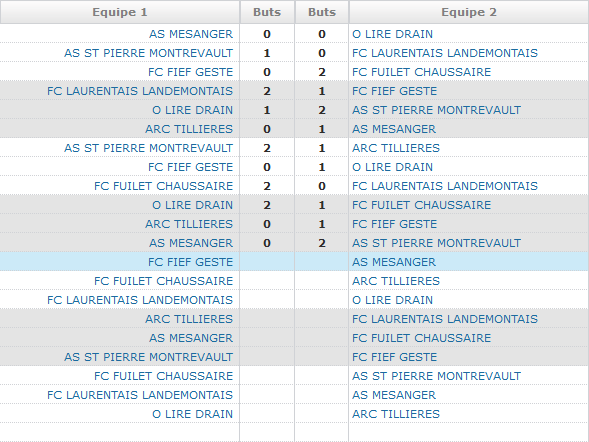 Equipe 1 Buts Buts Equipe 2
AS MESANGER 0 0 O LIRE DRAIN
AS ST PIERRE MONTREVAULT 1 0 FC LAURENTAIS LANDEMONTAIS
FC FIEF GESTE 0 2 FC FUILET CHAUSSAIRE
FC LAURENTAIS LANDEMONTAIS 2 1 FC FIEF GESTE
O LIRE DRAIN 1 2 AS ST PIERRE MONTREVAULT
ARC TILLIERES 0 1 AS MESANGER
AS ST PIERRE MONTREVAULT 2 1 ARC TILLIERES
FC FIEF GESTE 0 1 O LIRE DRAIN
FC FUILET CHAUSSAIRE 2 0 FC LAURENTAIS LANDEMONTAIS
O LIRE DRAIN 2 1 FC FUILET CHAUSSAIRE
ARC TILLIERES 0 1 FC FIEF GESTE
AS MESANGER 0 2 AS ST PIERRE MONTREVAULT
FC FIEF GESTE AS MESANGER
FC FUILET CHAUSSAIRE ARC TILLIERES
FC LAURENTAIS LANDEMONTAIS O LIRE DRAIN
ARC TILLIERES FC LAURENTAIS LANDEMONTAIS
AS MESANGER FC FUILET CHAUSSAIRE
AS ST PIERRE MONTREVAULT FC FIEF GESTE
FC FUILET CHAUSSAIRE AS ST PIERRE MONTREVAULT
FC LAURENTAIS LANDEMONTAIS AS MESANGER
O LIRE DRAIN ARC TILLIERES